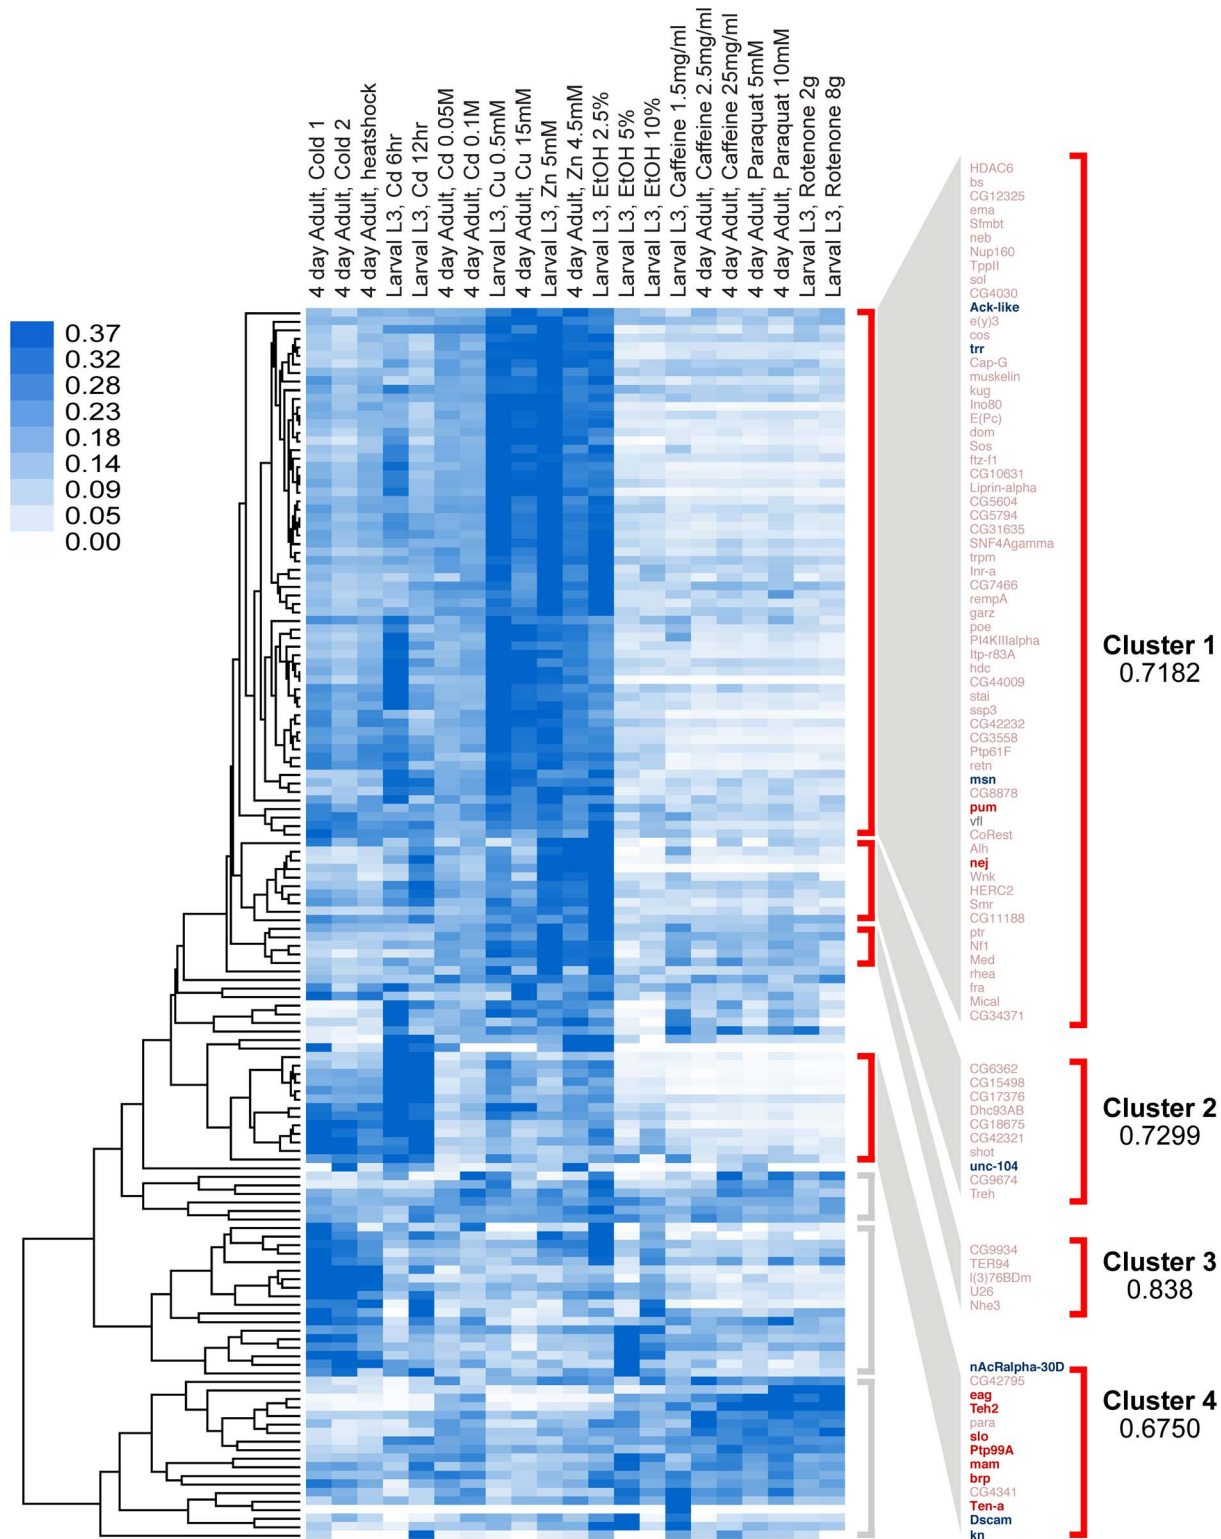 4 day Adult, Cold 1
4 day Adult, Cold 2
4 day Adult, heatshock
Larval L3, Cd 6hr
Larval L3, Cd 12hr
4 day Adult, Cd 0.05M
4 day Adult, Cd 0.1M
Larval L3, Cu 0.5mM
4 day Adult, Cu 15mM
Larval L3, Zn 5mM
4 day Adult, Zn 4.5mM
Larval L3, EtOH 2.5%
Larval L3, EtOH 5%
Larval L3, EtOH 10%
Larval L3, Caffeine 1.5mg/ml
4 day Adult, Caffeine 2.5mg/ml
4 day Adult, Caffeine 25mg/ml
4 day Adult, Paraquat 5mM
4 day Adult, Paraquat 10mM
Larval L3, Rotenone 2g
Larval L3, Rotenone 8g
0.37
0.32
0.28
0.23
0.18
0.14
0.09
0.05
0.00
HDAC6
bs
CG12325
ema
Sfmbt
neb
Nup160
TppII
sol
CG4030
Ack-like
e(y)3
cos
trr
Cap-G
muskelin
kug
Ino80
E(Pc)
dom
Sos
ftz-f1
CG10631
Liprin-alpha
CG5604
CG5794
CG31635
SNF4Agamma
trpm
Inr-a
CG7466
rempA
garz
poe
PI4KIIIalpha
Itp-r83A
hdc
CG44009
stai
ssp3
CG42232
CG3558
Ptp61F
retn
msn
CG8878
pum
vfl
CoRest
Alh
nej
Wnk
HERC2
Smr
CG11188
ptr
Nf1
Med
rhea
fra
Mical
CG34371
Cluster 1
0.7182
CG6362
CG15498
CG17376
Dhc93AB
CG18675
CG42321
shot
unc-104
CG9674
Treh
Cluster 2
0.7299
CG9934
TER94
l(3)76BDm
U26
Nhe3
Cluster 3
0.838
nAcRalpha-30D
CG42795
eag
Teh2
para
slo
Ptp99A
mam
brp
CG4341
Ten-a
Dscam
kn
Cluster 4
0.6750